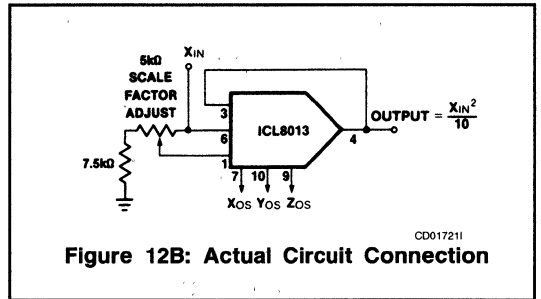 5kΩ
SCALE
FACTOR
ADJUST
XIN
3
6
1
ICL8013
4
OUTPUT = XIN²
10
7.5kΩ
7 10 9
XOS YOS ZOS
CD01721I
Figure 12B: Actual Circuit Connection